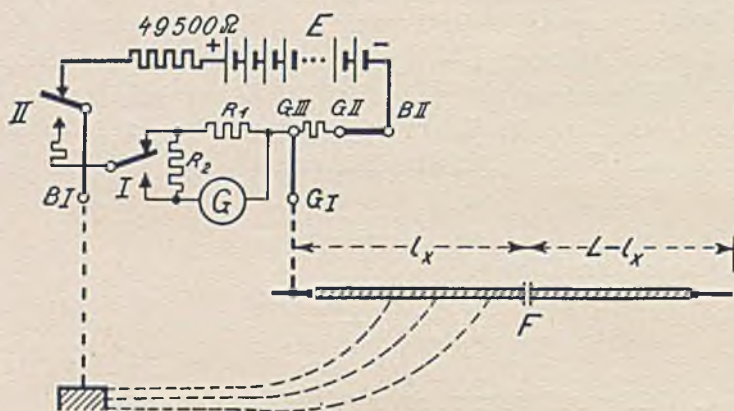 49500Ω
E
+
−
II
R1
GIII
GII
BII
R2
I
G
BI
GI
lx
L-lx
F